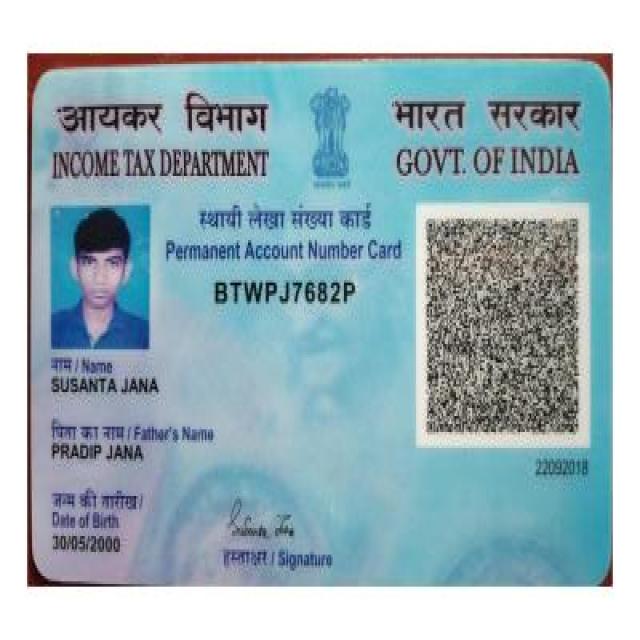 आयकर विभाग
INCOME TAX DEPARTMENT
भारत सरकार
GOVT. OF INDIA
स्थायी लेखा संख्या कार्ड
Permanent Account Number Card
BTWPJ7682P
नाम / Name
SUSANTA JANA
पिता का नाम / Father's Name
PRADIP JANA
जन्म की तारीख /
Date of Birth
30/05/2000
22092018
Susanta Jana
हस्ताक्षर / Signature